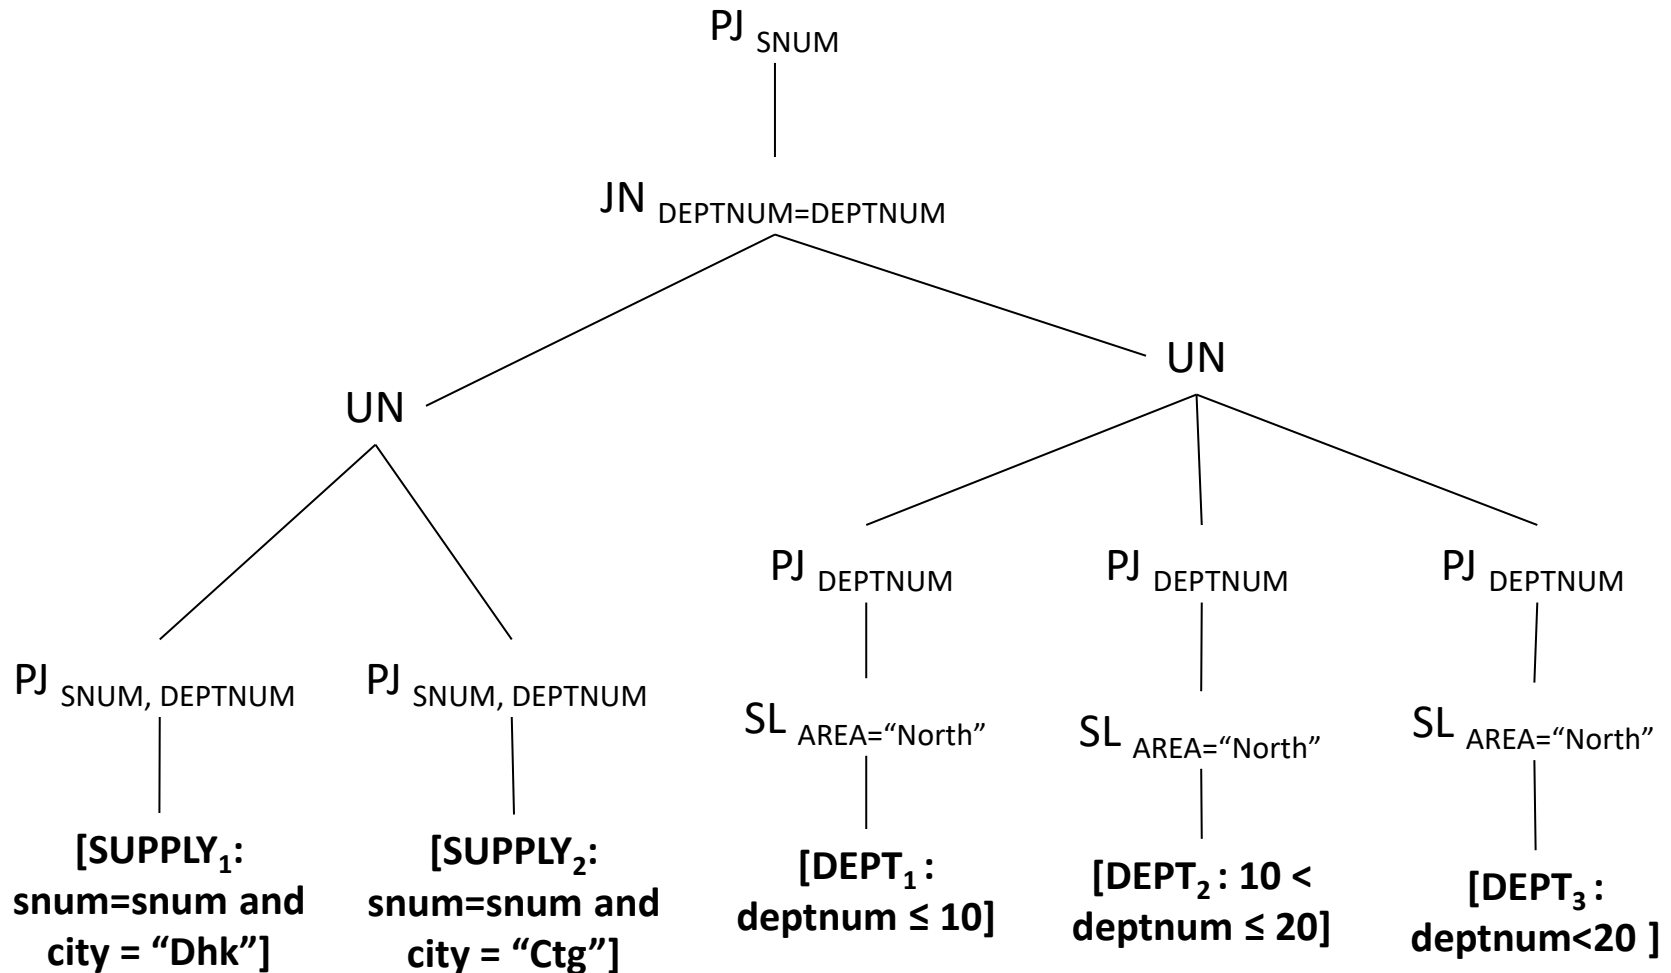 PJ SNUM
JN DEPTNUM=DEPTNUM
UN
UN
PJ DEPTNUM
PJ DEPTNUM
PJ DEPTNUM
PJ SNUM, DEPTNUM
PJ SNUM, DEPTNUM
SL AREA=“North”
SL AREA=“North”
SL AREA=“North”
[SUPPLY₁:
snum=snum and
city = “Dhk”]
[SUPPLY₂:
snum=snum and
city = “Ctg”]
[DEPT₁ :
deptnum ≤ 10]
[DEPT₂ : 10 <
deptnum ≤ 20]
[DEPT₃ :
deptnum<20 ]